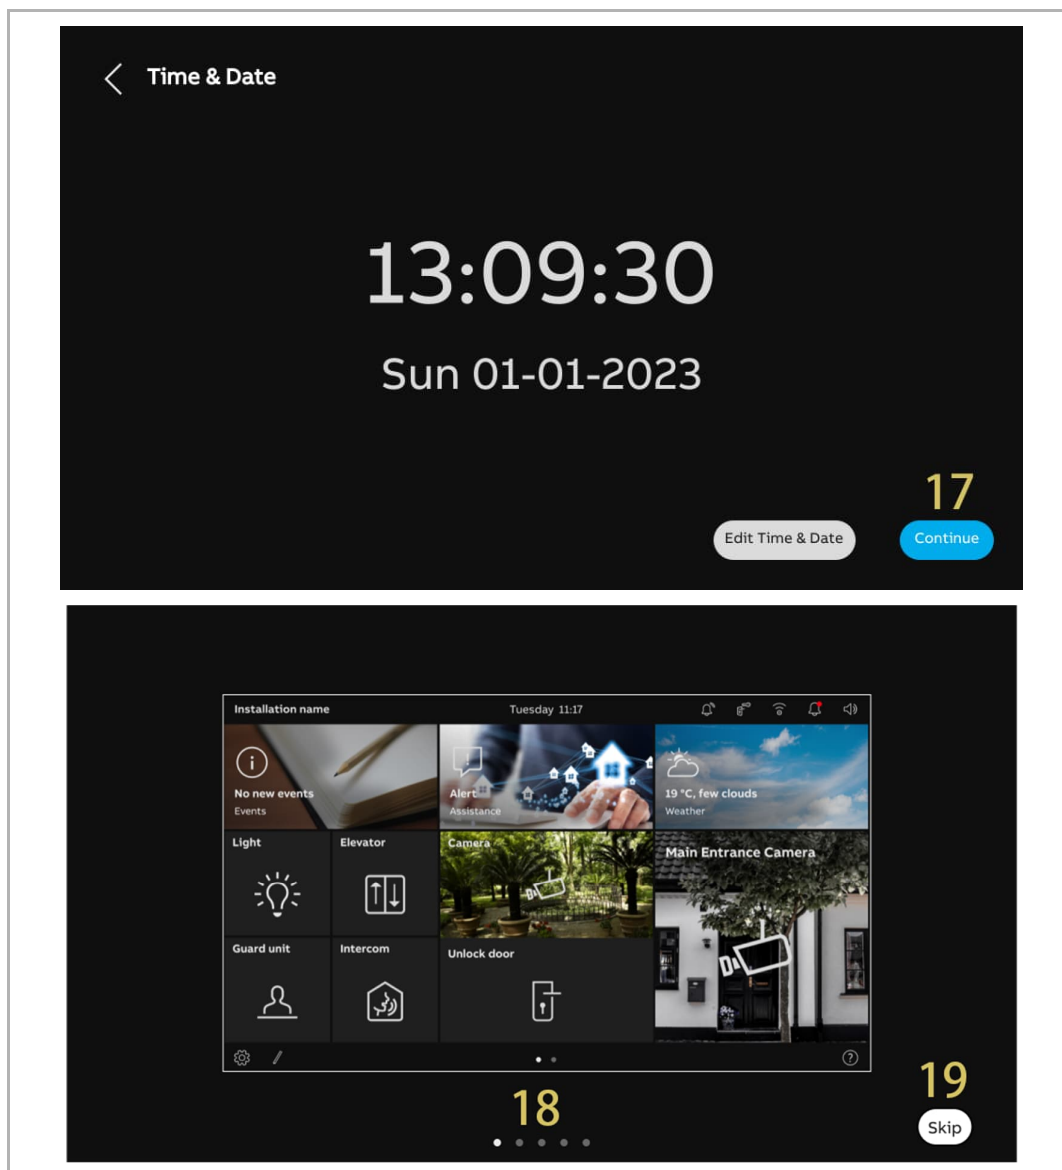 Time & Date
13:09:30
Sun 01-01-2023
17
Edit Time & Date
Continue
Installation name
Tuesday 11:17
No new events
Events
Alert
Assistance
19 °C, few clouds
Weather
Light
Elevator
Camera
Main Entrance Camera
Guard unit
Intercom
Unlock door
18
19
Skip